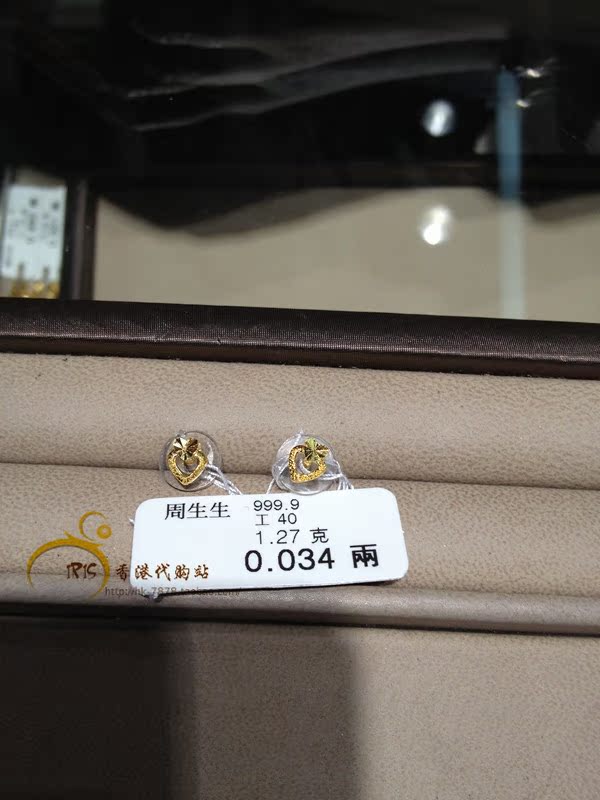 周生生 999.9
工 40
1.27 克
0.034 兩
IRIS 香港代购站